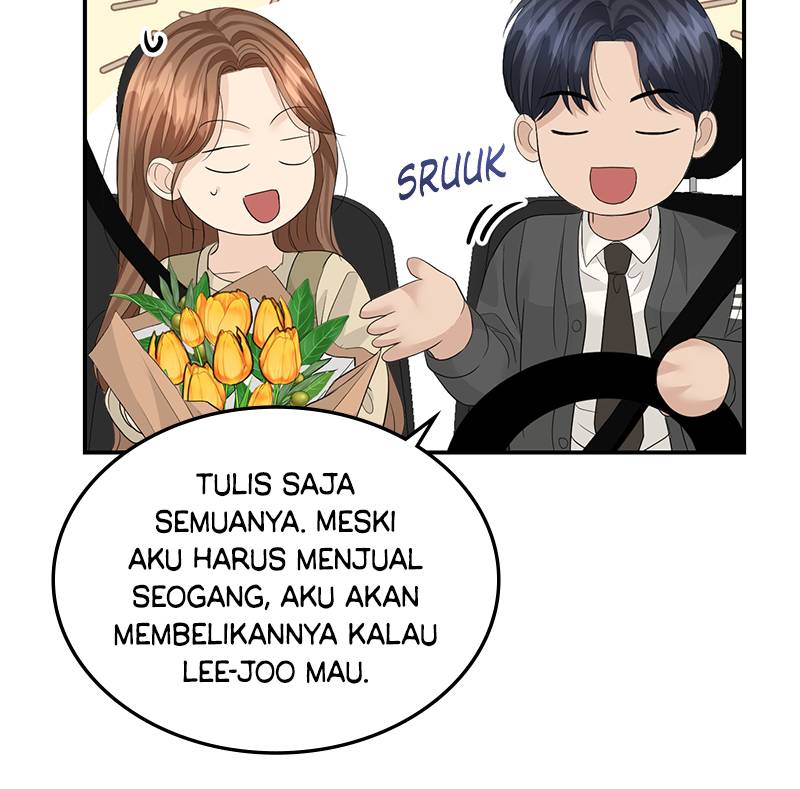 SRUUK
TULIS SAJA
SEMUANYA. MESKI
AKU HARUS MENJUAL
SEOGANG, AKU AKAN
MEMBELIKANNYA KALAU
LEE-JOO MAU.